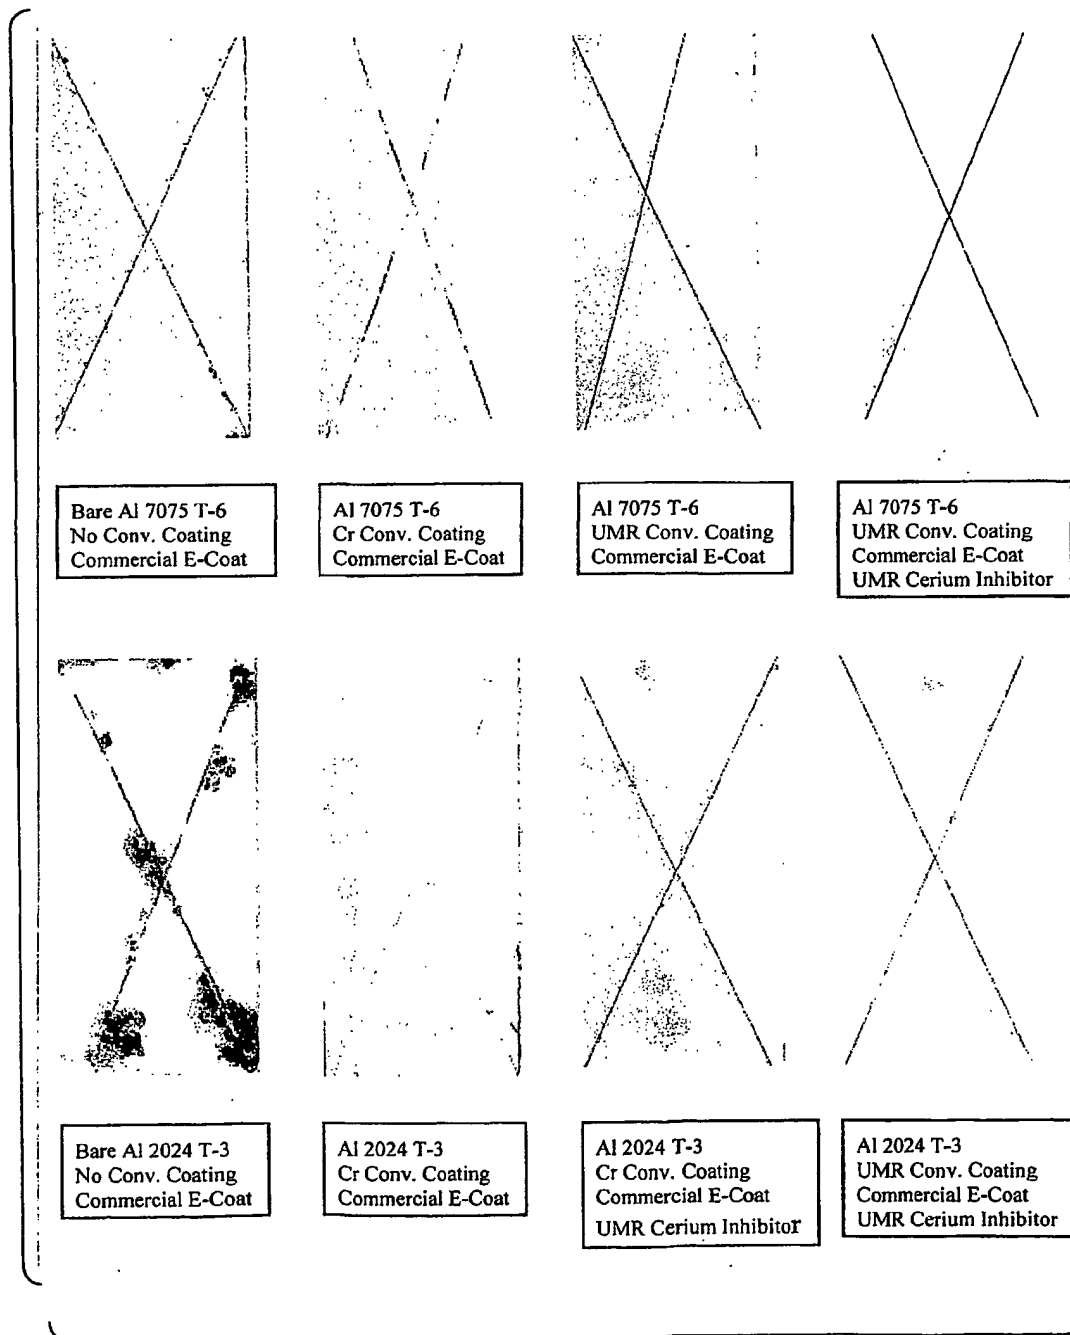 Bare Al 7075 T-6
No Conv. Coating
Commercial E-Coat
Al 7075 T-6
Cr Conv. Coating
Commercial E-Coat
Al 7075 T-6
UMR Conv. Coating
Commercial E-Coat
Al 7075 T-6
UMR Conv. Coating
Commercial E-Coat
UMR Cerium Inhibitor
Bare Al 2024 T-3
No Conv. Coating
Commercial E-Coat
Al 2024 T-3
Cr Conv. Coating
Commercial E-Coat
Al 2024 T-3
Cr Conv. Coating
Commercial E-Coat
UMR Cerium Inhibitor
Al 2024 T-3
UMR Conv. Coating
Commercial E-Coat
UMR Cerium Inhibitor